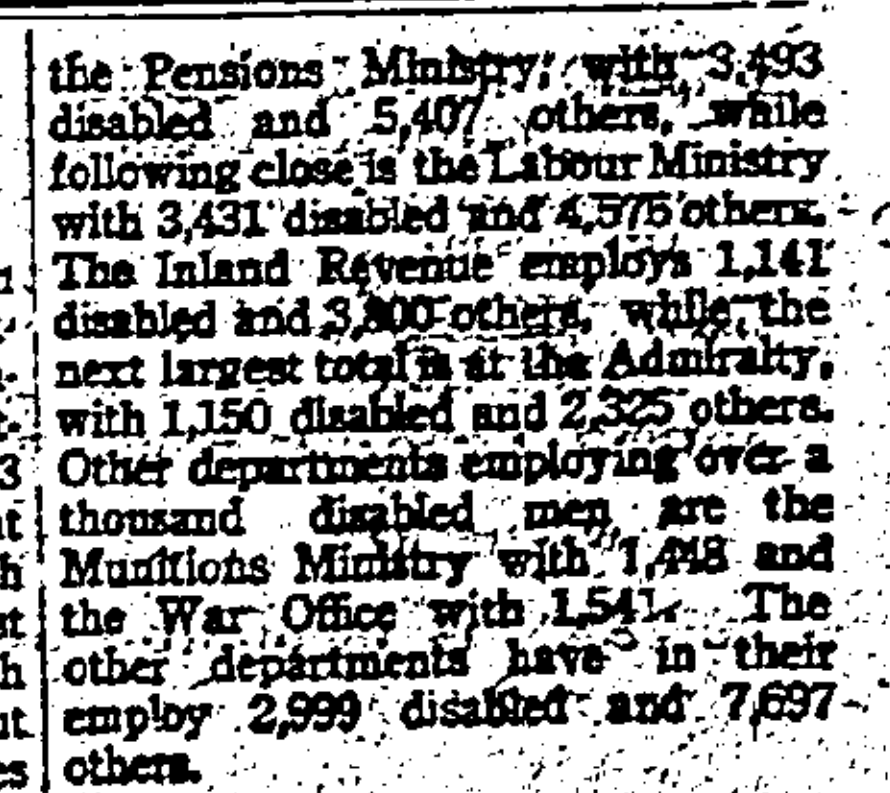 the Pensions Ministry, with 3,493
disabled and 5,407 others, while
following close is the Labour Ministry
with 3,431 disabled and 4,575 others.
The Inland Revenue employs 1,141
disabled and others, while the
next largest total is at the Admiralty,
with 1,150 disabled and 2,325 others.
Other departments employing over a
thousand disabled men are the
Munitions Ministry with and
the War Office with 1,541. The
other departments have in their
employ 2,999 disabled and 7,697
others.